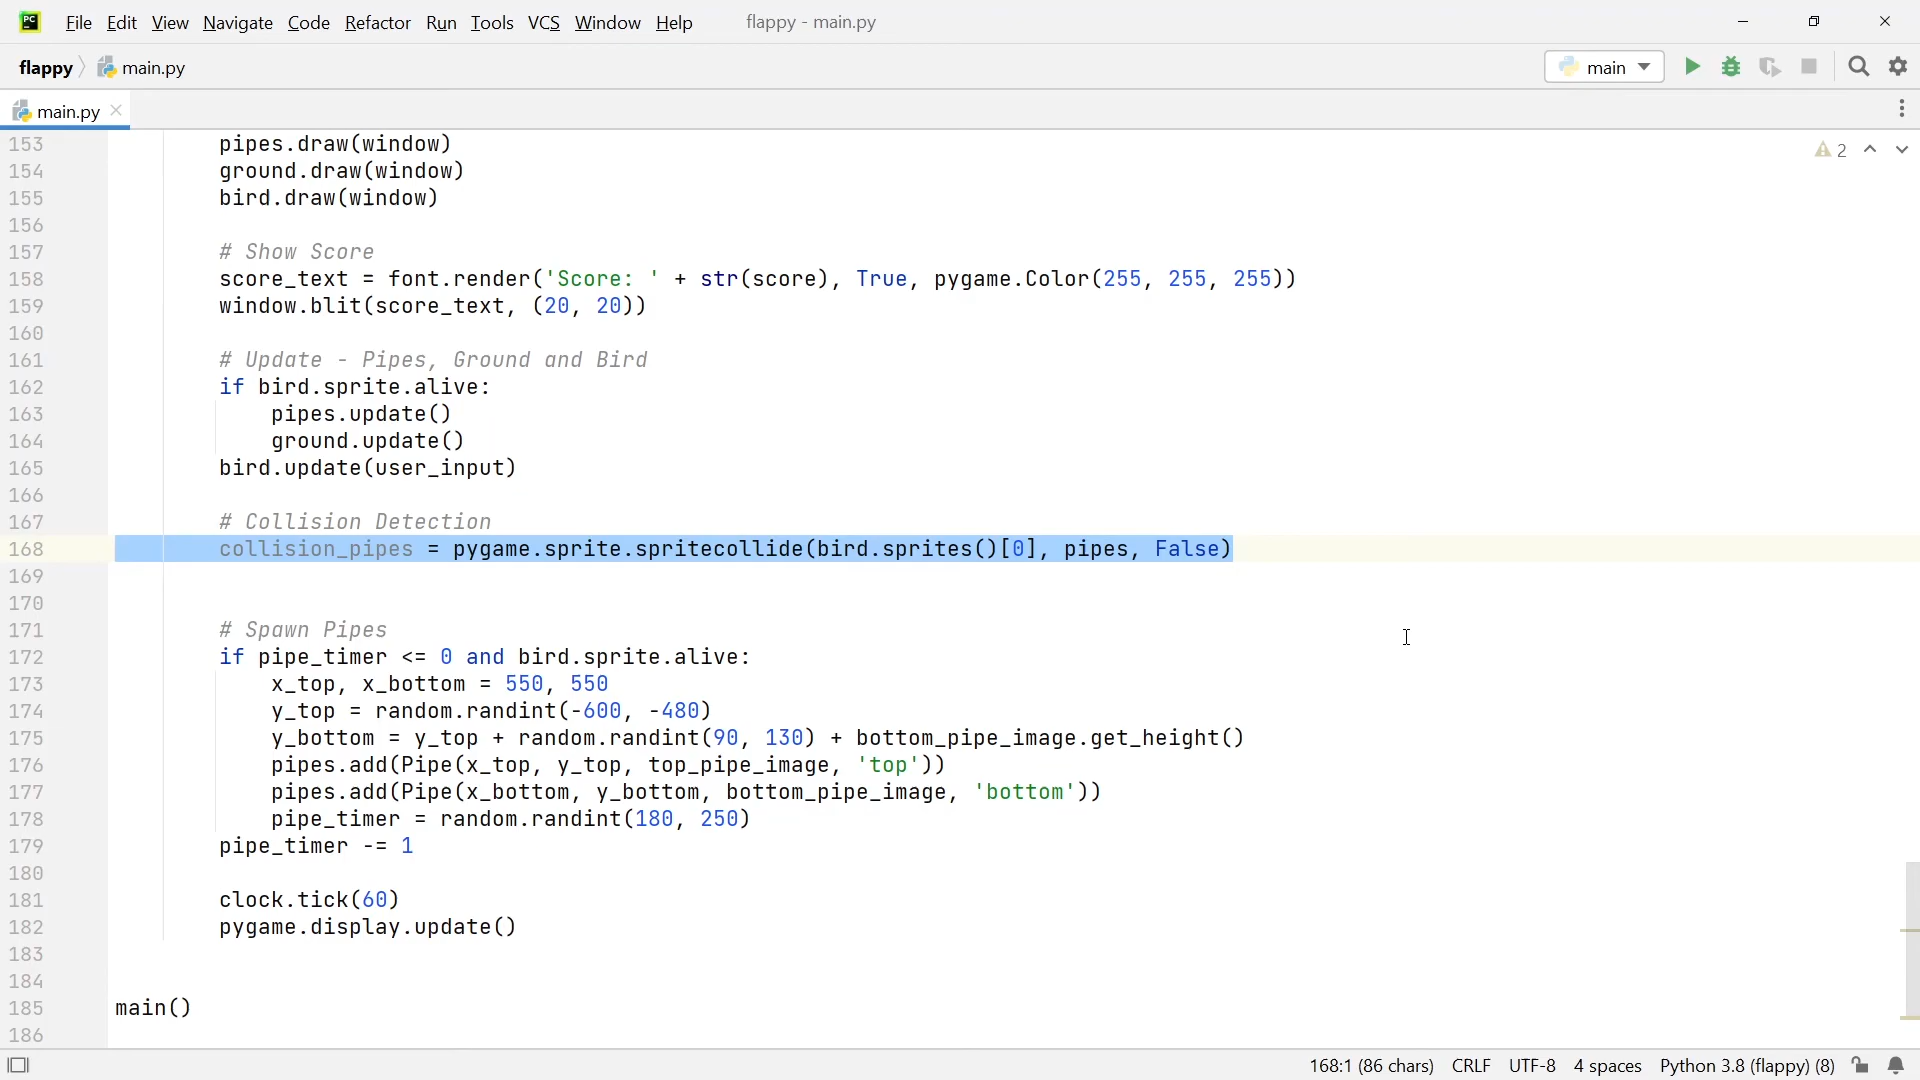 PC File Edit View Navigate Code Refactor Run Tools VCS Window Help flappy - main.py
flappy main.py main
main.py
153 pipes.draw(window) 2
154 ground.draw(window)
155 bird.draw(window)
156
157 # Show Score
158 score_text = font.render('Score: ' + str(score), True, pygame.Color(255, 255, 255))
159 window.blit(score_text, (20, 20))
160
161 # Update - Pipes, Ground and Bird
162 if bird.sprite.alive:
163 pipes.update()
164 ground.update()
165 bird.update(user_input)
166
167 # Collision Detection
168 collision_pipes = pygame.sprite.spritecollide(bird.sprites()[0], pipes, False)
169
170
171 # Spawn Pipes
172 if pipe_timer <= 0 and bird.sprite.alive:
173 x_top, x_bottom = 550, 550
174 y_top = random.randint(-600, -480)
175 y_bottom = y_top + random.randint(90, 130) + bottom_pipe_image.get_height()
176 pipes.add(Pipe(x_top, y_top, top_pipe_image, 'top'))
177 pipes.add(Pipe(x_bottom, y_bottom, bottom_pipe_image, 'bottom'))
178 pipe_timer = random.randint(180, 250)
179 pipe_timer -= 1
180
181 clock.tick(60)
182 pygame.display.update()
183
184
185 main()
186
168:1 (86 chars) CRLF UTF-8 4 spaces Python 3.8 (flappy) (8)